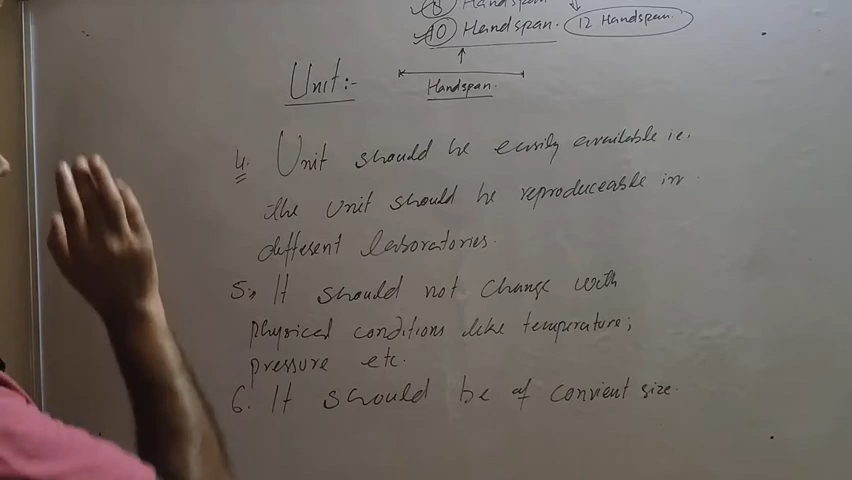 8 Handspan
10 Handspan. 12 Handspan.
Unit:-
Handspan.
4. Unit should be easily available i.e.
the unit should be reproduceable in
different laboratories.
5. It should not change with
physical conditions like temperature;
pressure etc.
6. It should be of convient size.